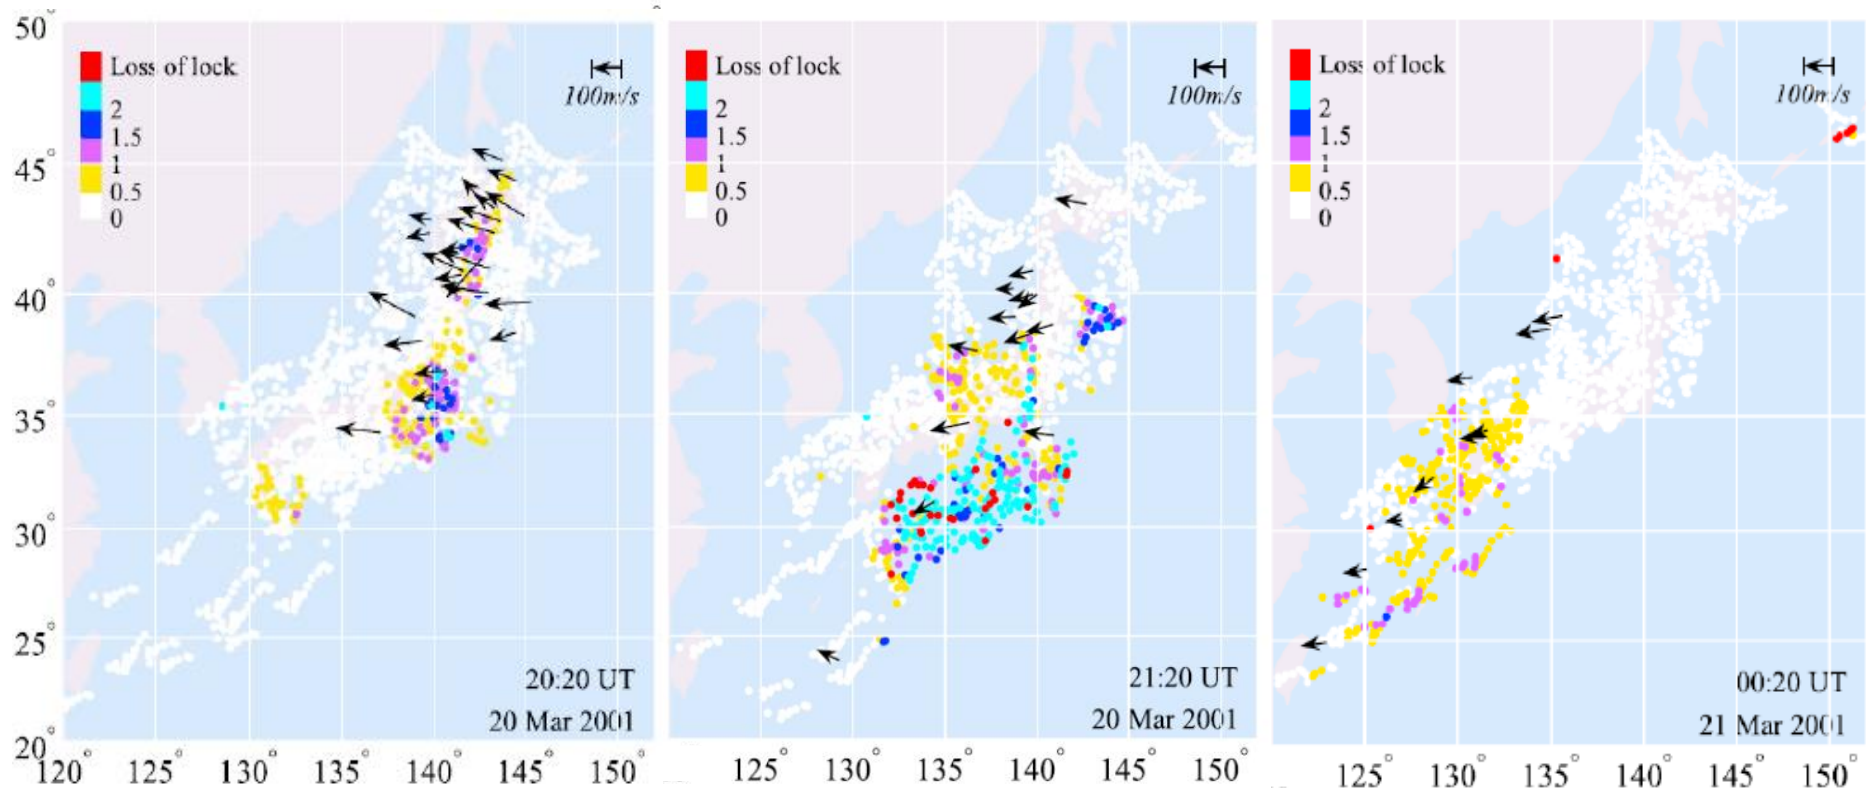 50°
45°
40°
35°
30°
25°
20°
Loss of lock
2
1.5
1
0.5
0
100m/s
20:20 UT
20 Mar 2001
120° 125° 130° 135° 140° 145° 150°
Loss of lock
2
1.5
1
0.5
0
100m/s
21:20 UT
20 Mar 2001
125° 130° 135° 140° 145° 150°
Loss of lock
2
1.5
1
0.5
0
100m/s
00:20 UT
21 Mar 2001
125° 130° 135° 140° 145° 150°